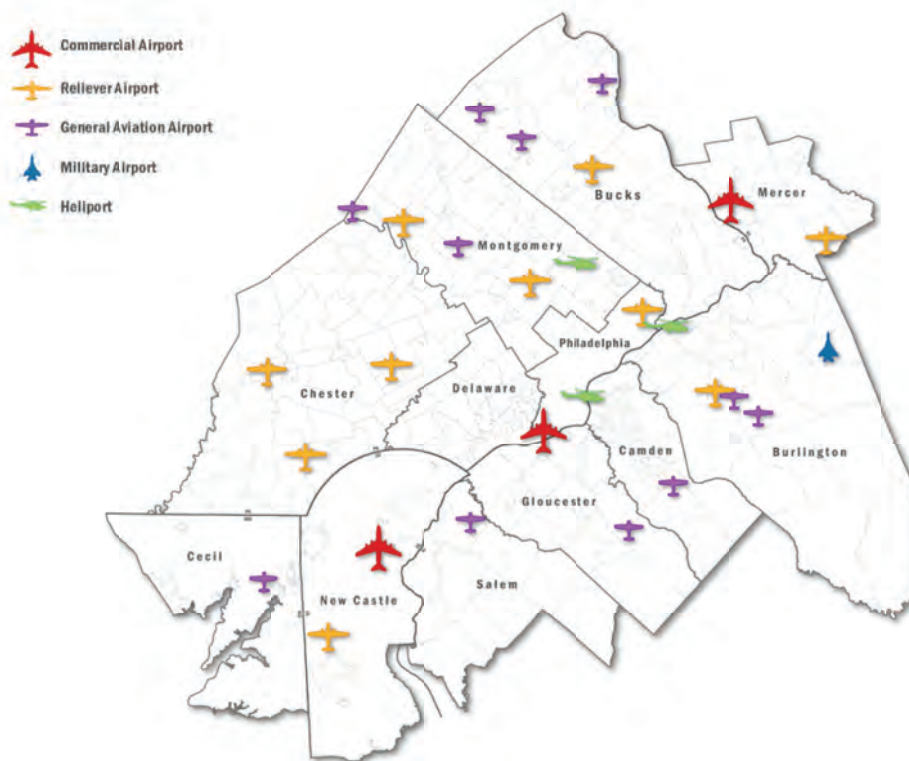 Commercial Airport
Reliever Airport
General Aviation Airport
Military Airport
Heliport
Mercer
Bucks
Montgomery
Philadelphia
Delaware
Chester
Camden
Burlington
Gloucester
Cecil
Salem
New Castle